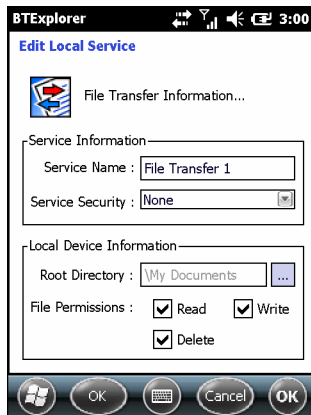 BTExplorer 3:00
Edit Local Service
File Transfer Information...
Service Information
Service Name : File Transfer 1
Service Security : None
Local Device Information
Root Directory : \My Documents ...
File Permissions : Read Write
Delete
OK Cancel OK